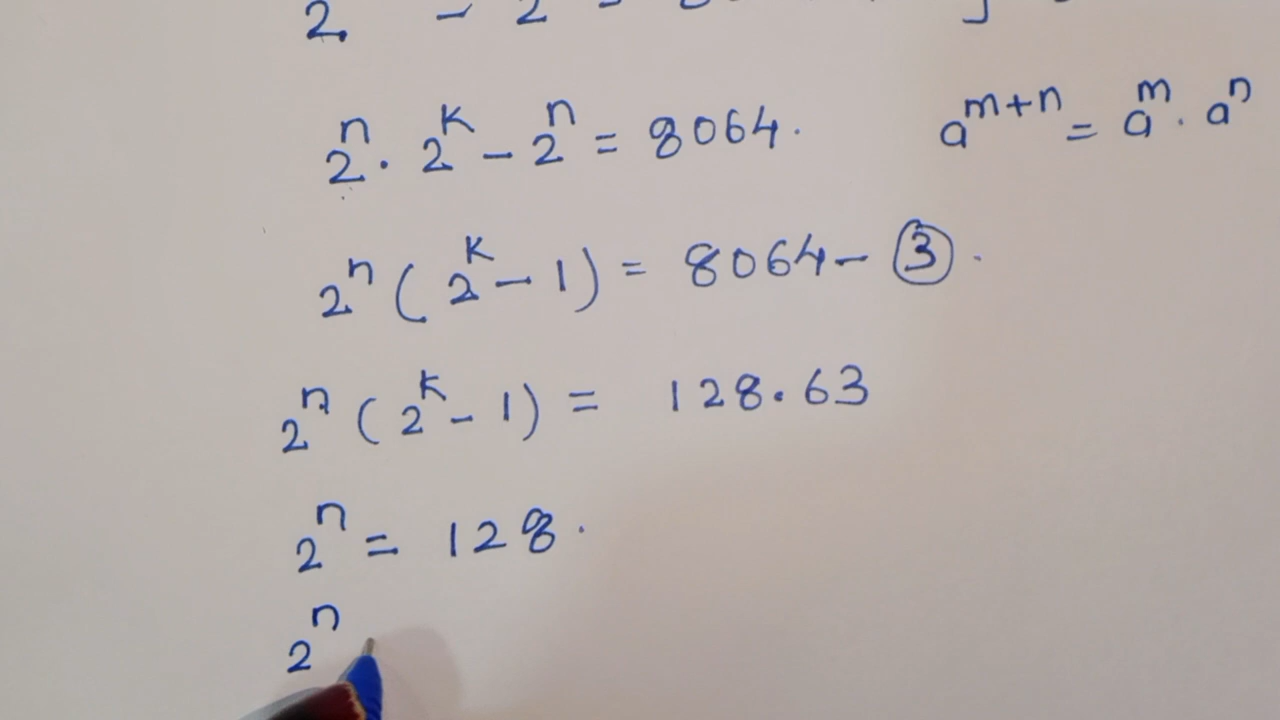 2ⁿ · 2ᵏ - 2ⁿ = 8064.
aᵐ⁺ⁿ = aᵐ · aⁿ
2ⁿ ( 2ᵏ - 1 ) = 8064 - ③.
2ⁿ ( 2ᵏ - 1 ) = 128.63
2ⁿ = 128.
2ⁿ